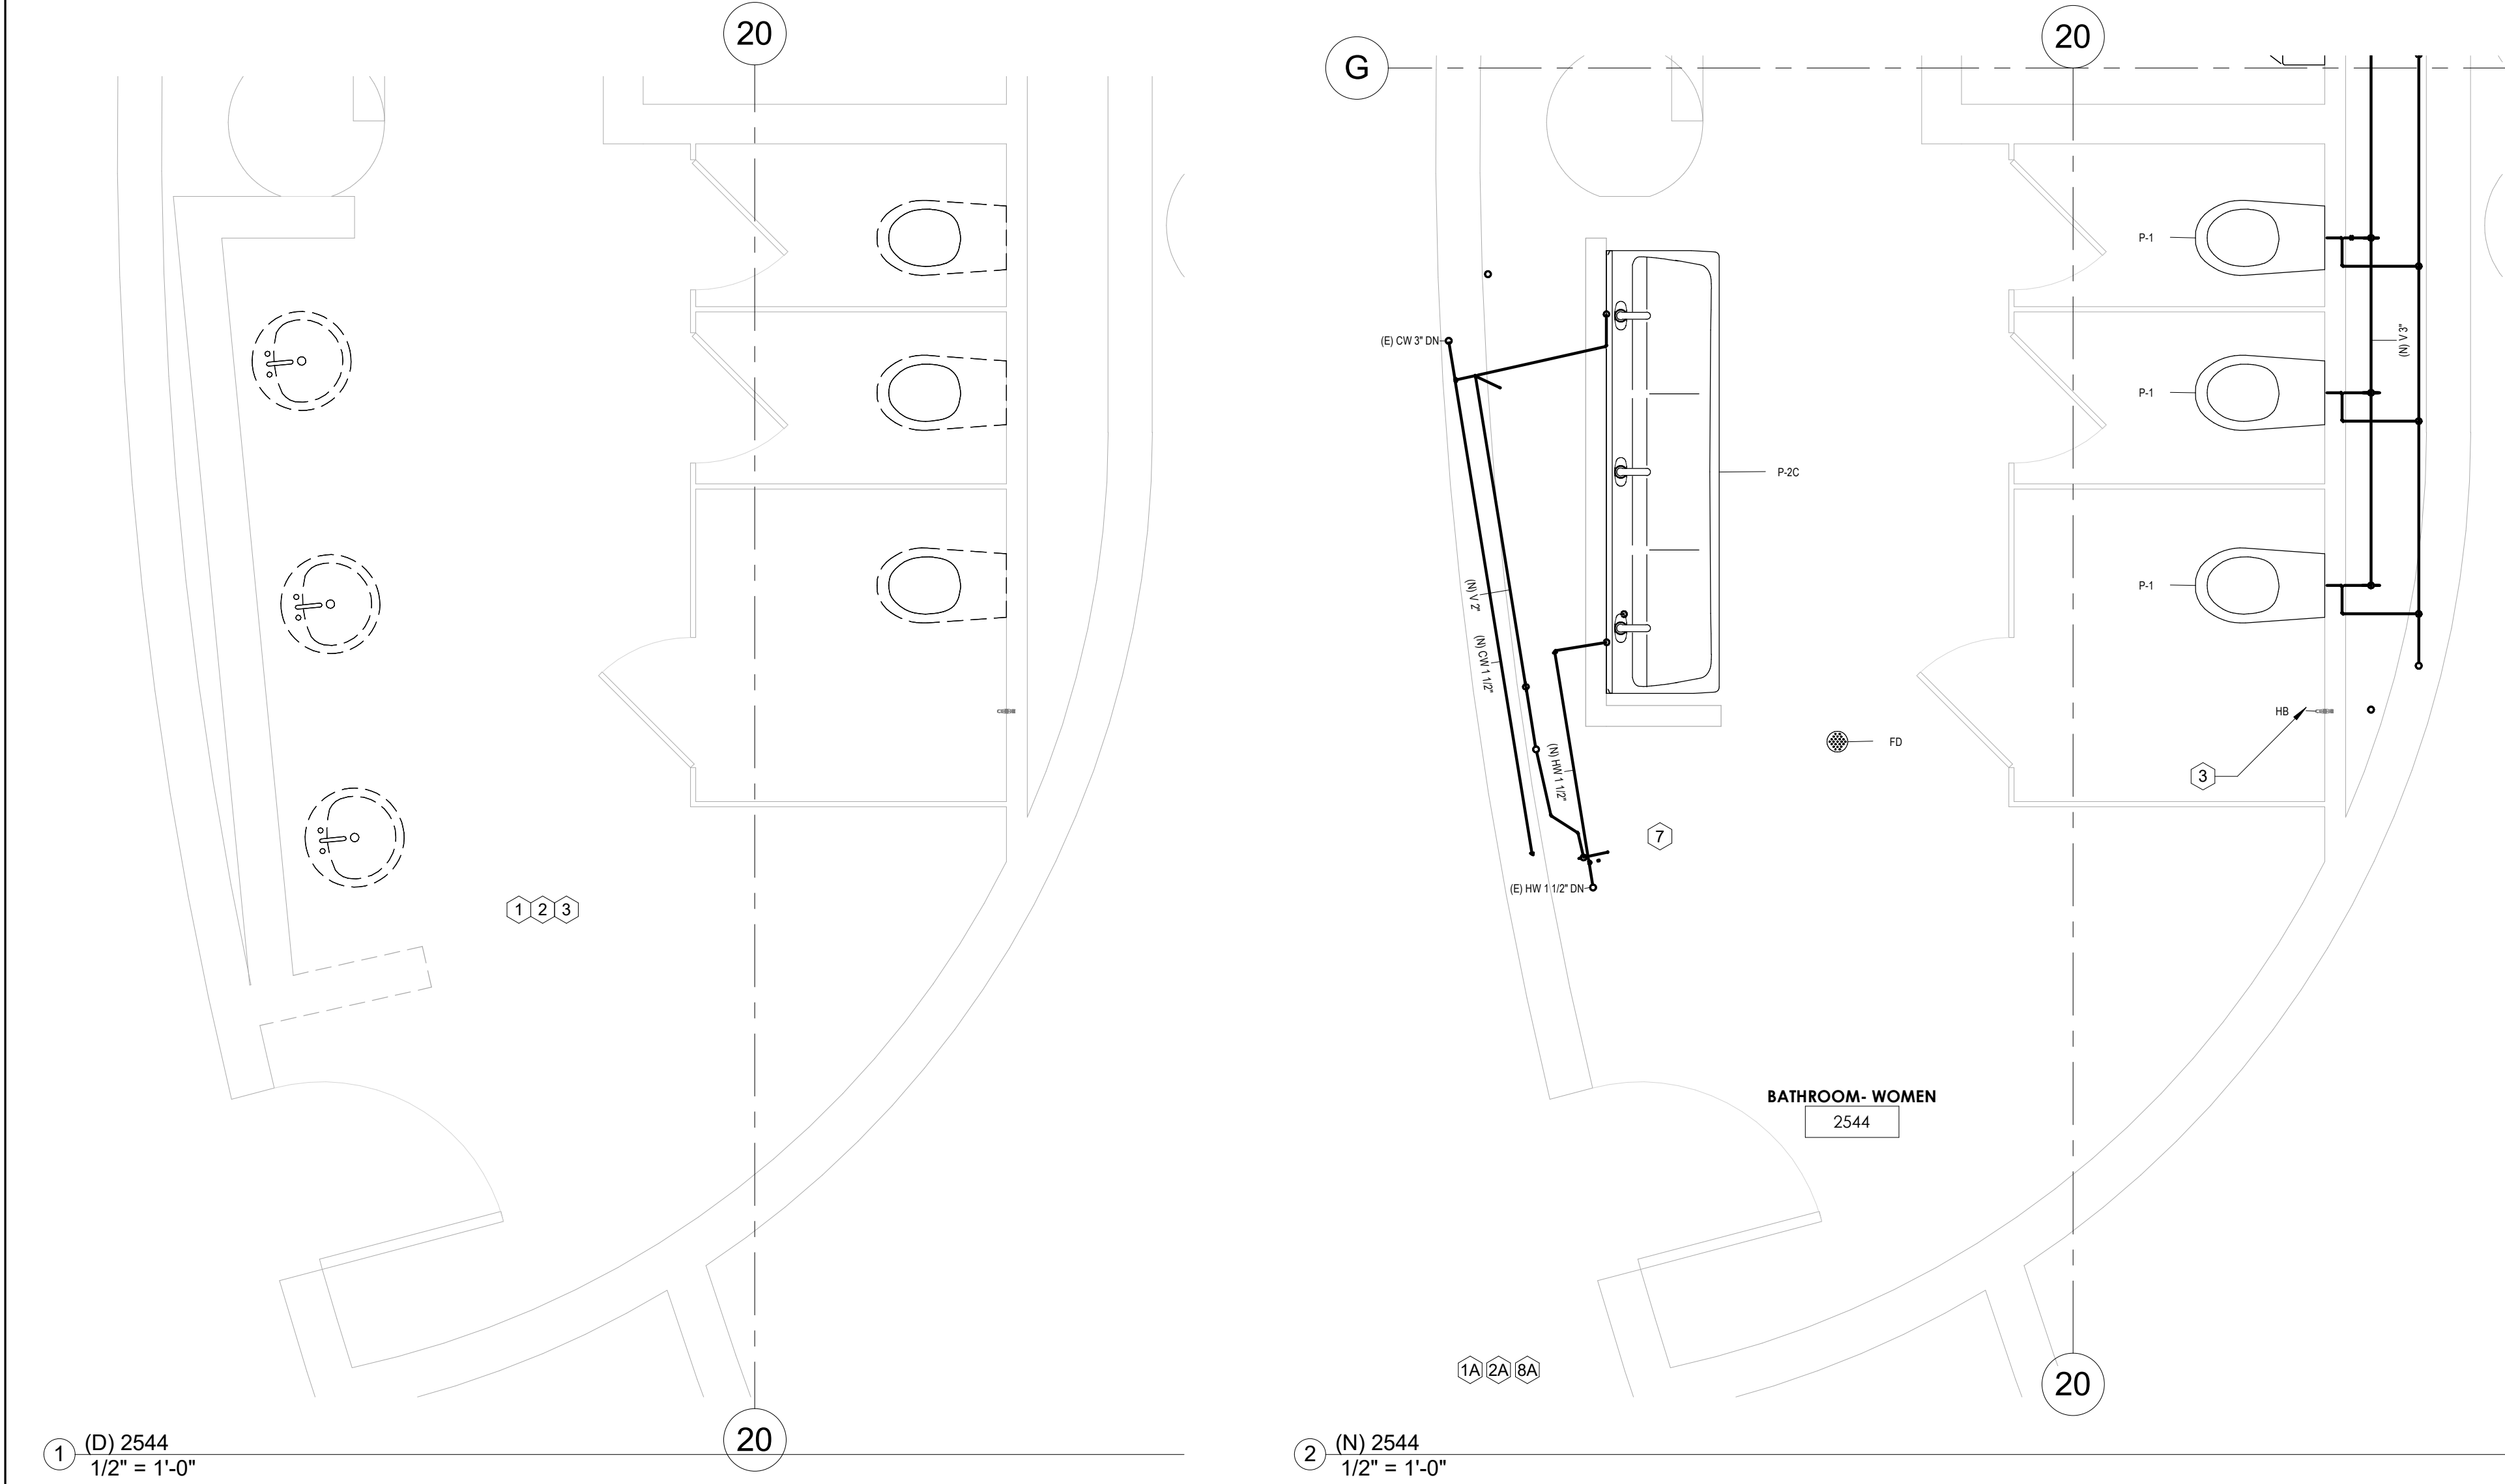 20
1 2 3
20
1 (D) 2544
1/2" = 1'-0"
20
G
P-1
(E) CW 3" DN
(N) V 3"
P-1
P-2C
(N) V 2"
P-1
(N) CW 1 1/2"
HB
FD
(N) HW 1 1/2"
3
7
(E) HW 1 1/2" DN
BATHROOM- WOMEN
2544
1A 2A 8A
20
2 (N) 2544
1/2" = 1'-0"